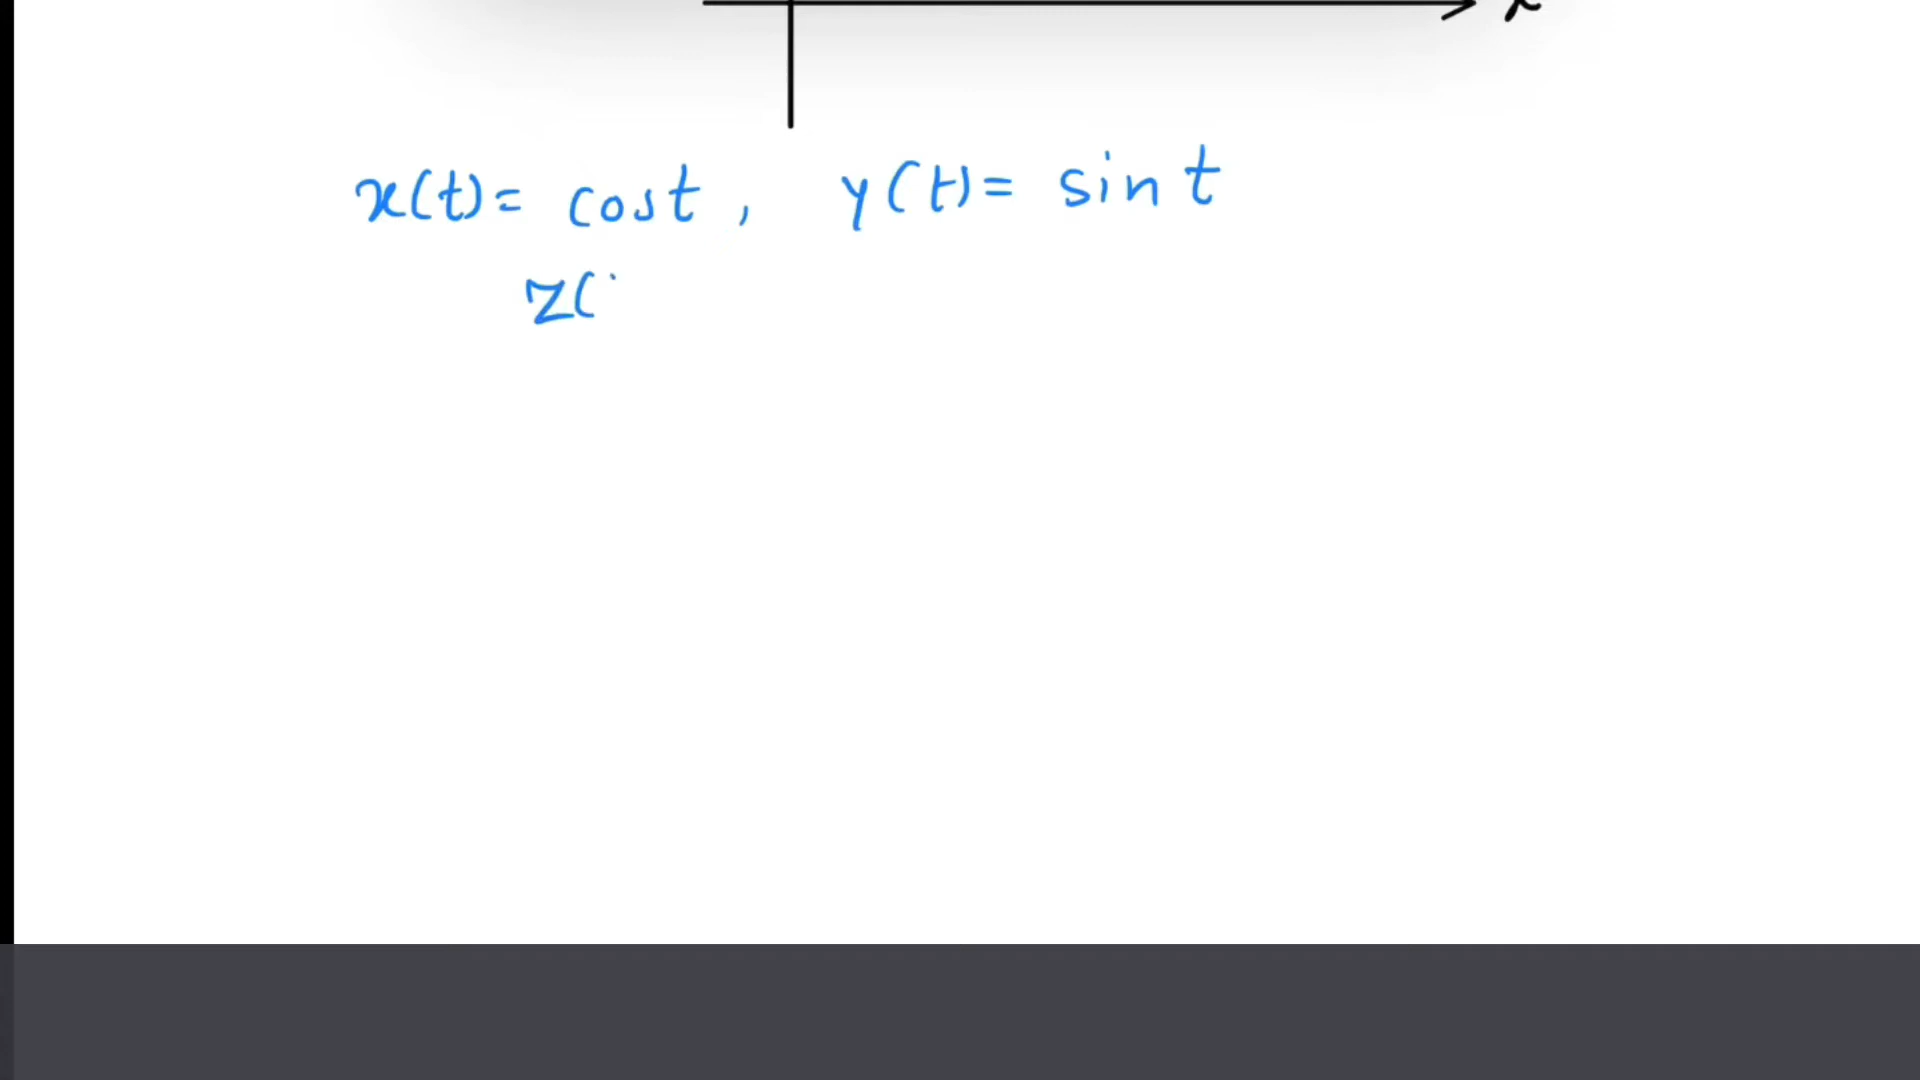 x
x(t)= cost, y(t)= sin t
z(